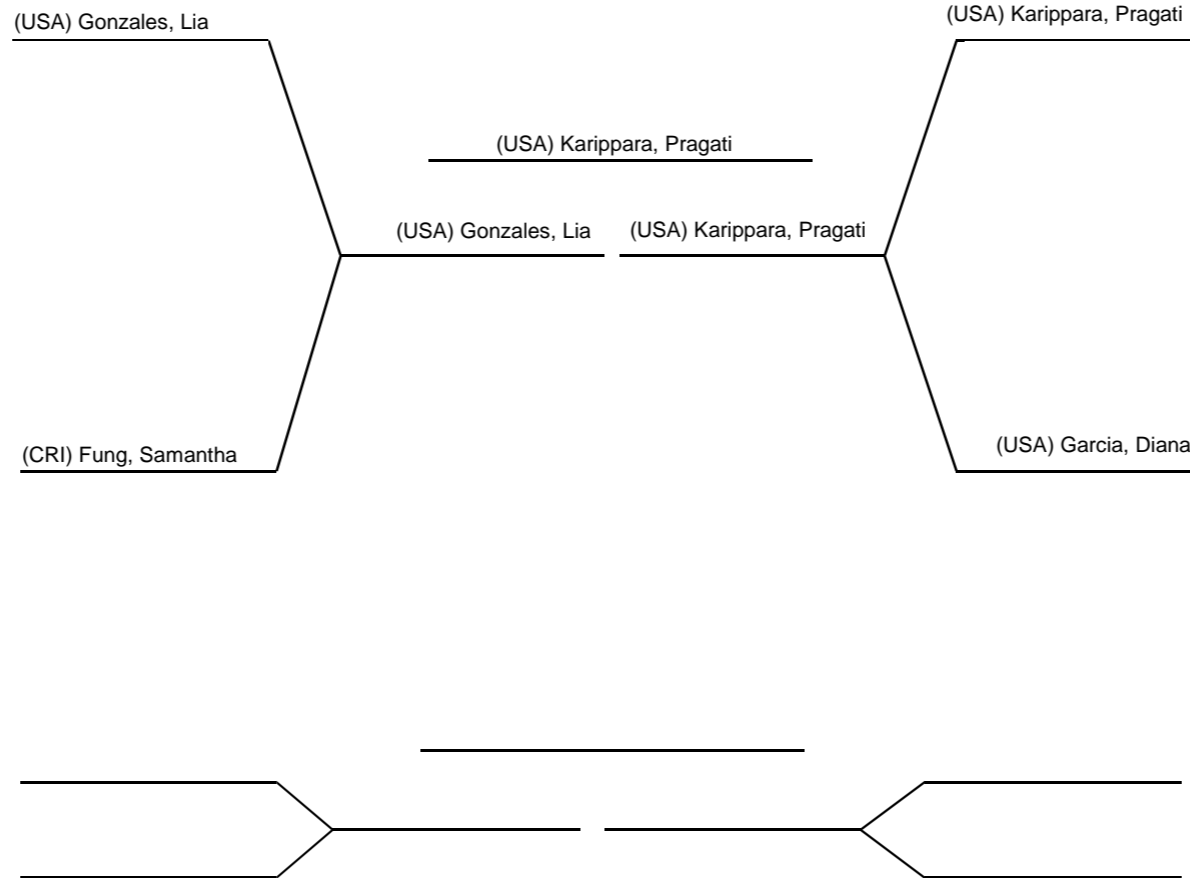 (USA) Gonzales, Lia
(USA) Karippara, Pragati
(USA) Karippara, Pragati
(USA) Gonzales, Lia
(USA) Karippara, Pragati
(CRI) Fung, Samantha
(USA) Garcia, Diana